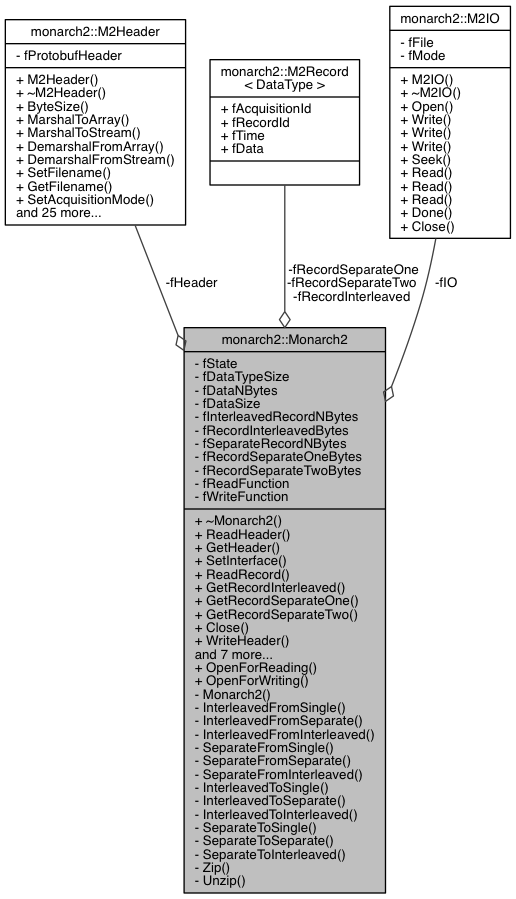 monarch2::M2Header
- fProtobufHeader
+ M2Header()
+ ~M2Header()
+ ByteSize()
+ MarshalToArray()
+ MarshalToStream()
+ DemarshalFromArray()
+ DemarshalFromStream()
+ SetFilename()
+ GetFilename()
+ SetAcquisitionMode()
and 25 more...
monarch2::M2Record
< DataType >
+ fAcquisitionId
+ fRecordId
+ fTime
+ fData
monarch2::M2IO
- fFile
- fMode
+ M2IO()
+ ~M2IO()
+ Open()
+ Write()
+ Write()
+ Write()
+ Seek()
+ Read()
+ Read()
+ Read()
+ Done()
+ Close()
-fHeader
-fRecordSeparateOne
-fRecordSeparateTwo
-fRecordInterleaved
-fIO
monarch2::Monarch2
- fState
- fDataTypeSize
- fDataNBytes
- fDataSize
- fInterleavedRecordNBytes
- fRecordInterleavedBytes
- fSeparateRecordNBytes
- fRecordSeparateOneBytes
- fRecordSeparateTwoBytes
- fReadFunction
- fWriteFunction
+ ~Monarch2()
+ ReadHeader()
+ GetHeader()
+ SetInterface()
+ ReadRecord()
+ GetRecordInterleaved()
+ GetRecordSeparateOne()
+ GetRecordSeparateTwo()
+ Close()
+ WriteHeader()
and 7 more...
+ OpenForReading()
+ OpenForWriting()
- Monarch2()
- InterleavedFromSingle()
- InterleavedFromSeparate()
- InterleavedFromInterleaved()
- SeparateFromSingle()
- SeparateFromSeparate()
- SeparateFromInterleaved()
- InterleavedToSingle()
- InterleavedToSeparate()
- InterleavedToInterleaved()
- SeparateToSingle()
- SeparateToSeparate()
- SeparateToInterleaved()
- Zip()
- Unzip()